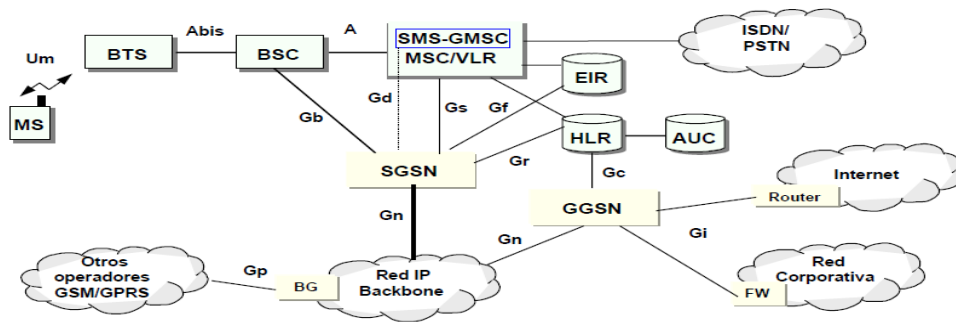 Um
MS
BTS
Abis
BSC
A
SMS-GMSC
MSC/VLR
ISDN/
PSTN
EIR
Gd
Gs
Gf
Gb
HLR
AUC
Gr
SGSN
Gc
Internet
Router
GGSN
Gn
Gn
Gi
Otros
operadores
GSM/GPRS
Gp
BG
Red IP
Backbone
Red
Corporativa
FW